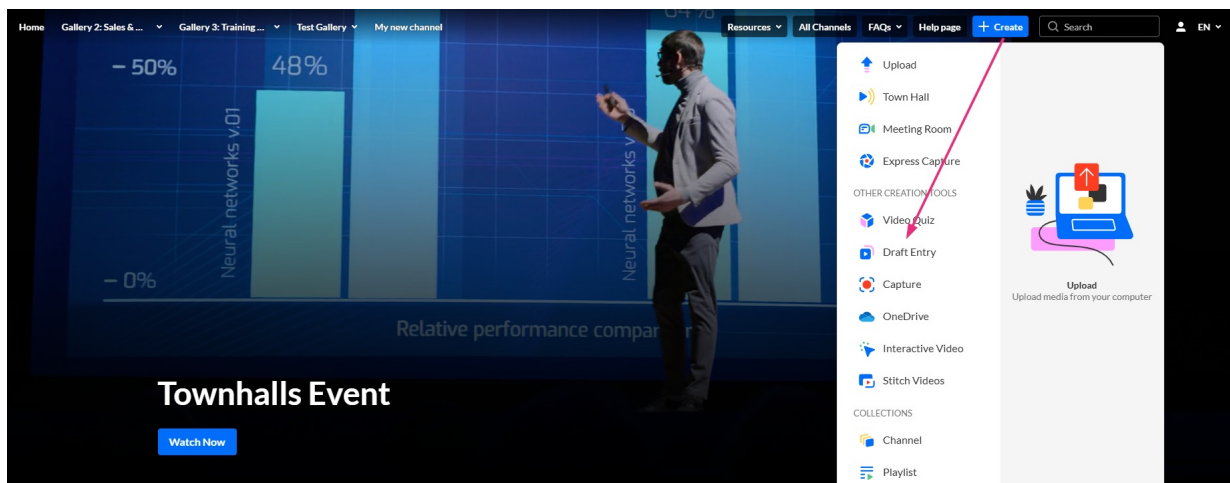 Home Gallery 2: Sales & ... Gallery 3: Training ... Test Gallery My new channel Resources All Channels FAQs Help page + Create Search EN
64%
– 50% 48%
Neural networks v.01
Neural networks v
– 0%
Relative performance compar
Townhalls Event
Watch Now
Upload
Town Hall
Meeting Room
Express Capture
OTHER CREATION TOOLS
Video Quiz
Draft Entry
Capture
OneDrive
Interactive Video
Stitch Videos
COLLECTIONS
Channel
Playlist
Upload
Upload media from your computer